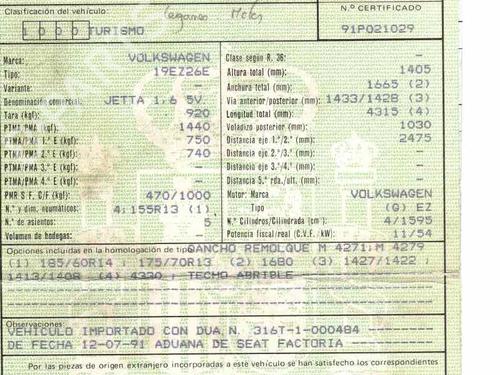 Clasificación del vehículo: Leganes Motor N.º CERTIFICADO
1 0 0 0 TURISMO 91P021029
Marca: VOLKSWAGEN
Tipo: 19EZ26E
Variante: —
Denominación comercial: JETTA 1,6 5V.
Tara (kgf): 920
PTMA/PMA (kgf): 1440
PTMA/PMA 1.º E (kgf): 750
PTMA/PMA 2.º E (kgf): 740
PTMA/PMA 3.º E (kgf): —
PTMA/PMA 4.º E (kgf): —
PMR S F. C/F (kgf): 470/1000
N.º y dim. neumáticos: 4;155R13 (1)
N.º de asientos: 5
Volumen de bodegas: —
Clase según R. 36: —
Altura total (mm): 1405
Anchura total (mm): 1665 (2)
Vía anterior/posterior (mm): 1433/1428 (3)
Longitud total (mm): 4315 (4)
Voladizo posterior (mm): 1030
Distancia eje 1.º/2.º (mm): 2475
Distancia eje 2.º/3.º (mm): —
Distancia eje 3.º/4.º (mm): —
Distancia 5.ª rda./ult. (mm): —
Motor: Marca VOLKSWAGEN
Tipo (G) EZ
N.º Cilindros/Cilindrada (cm³): 4/1595
Potencia fiscal/real (C.V.F. / kW): 11/54
Opciones incluidas en la homologación de tipo: GANCHO REMOLQUE M 4271;M 4279
(1) 185/60R14 ; 175/70R13 (2) 1680 (3) 1427/1422 ;
1413/1408 (4) 4330 ; TECHO ABRIBLE
Observaciones:
VEHICULO IMPORTADO CON DUA N. 316T-1-000484
DE FECHA 12-07-91 ADUANA DE SEAT FACTORIA
Por las piezas de origen extranjero incorporadas a este vehículo se han satisfecho los correspondientes